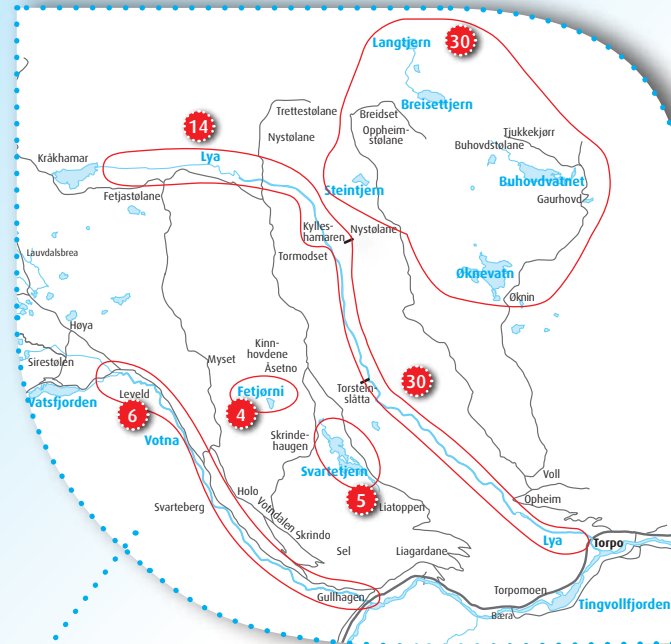 Langtjern
30
Breisettjern
Trettestølane
Breidset
Oppheim-
stølane
14
Nystølane
Tjukkekjørr
Buhovdstølane
Kråkhamar
Lya
Buhovdvatnet
Steintjern
Gaurhovd
Fetjastølane
Kylles-
hamaren
Nystølane
Lauvdalsbrea
Tormodset
Øknevatn
Øknin
Høya
Sirestølen
Myset
Kinn-
hovdene
Åsetno
Vatsfjorden
Leveld
Fetjørni
Torstein-
slåtta
30
6
4
Votna
Skrinde-
haugen
Svartetjern
Voll
5
Opheim
Svarteberg
Holo
Votndalen
Liatoppen
Skrindo
Sel
Liagardane
Lya
Torpo
Gullhagen
Torpomoen
Bæra
Tingvollfjorden